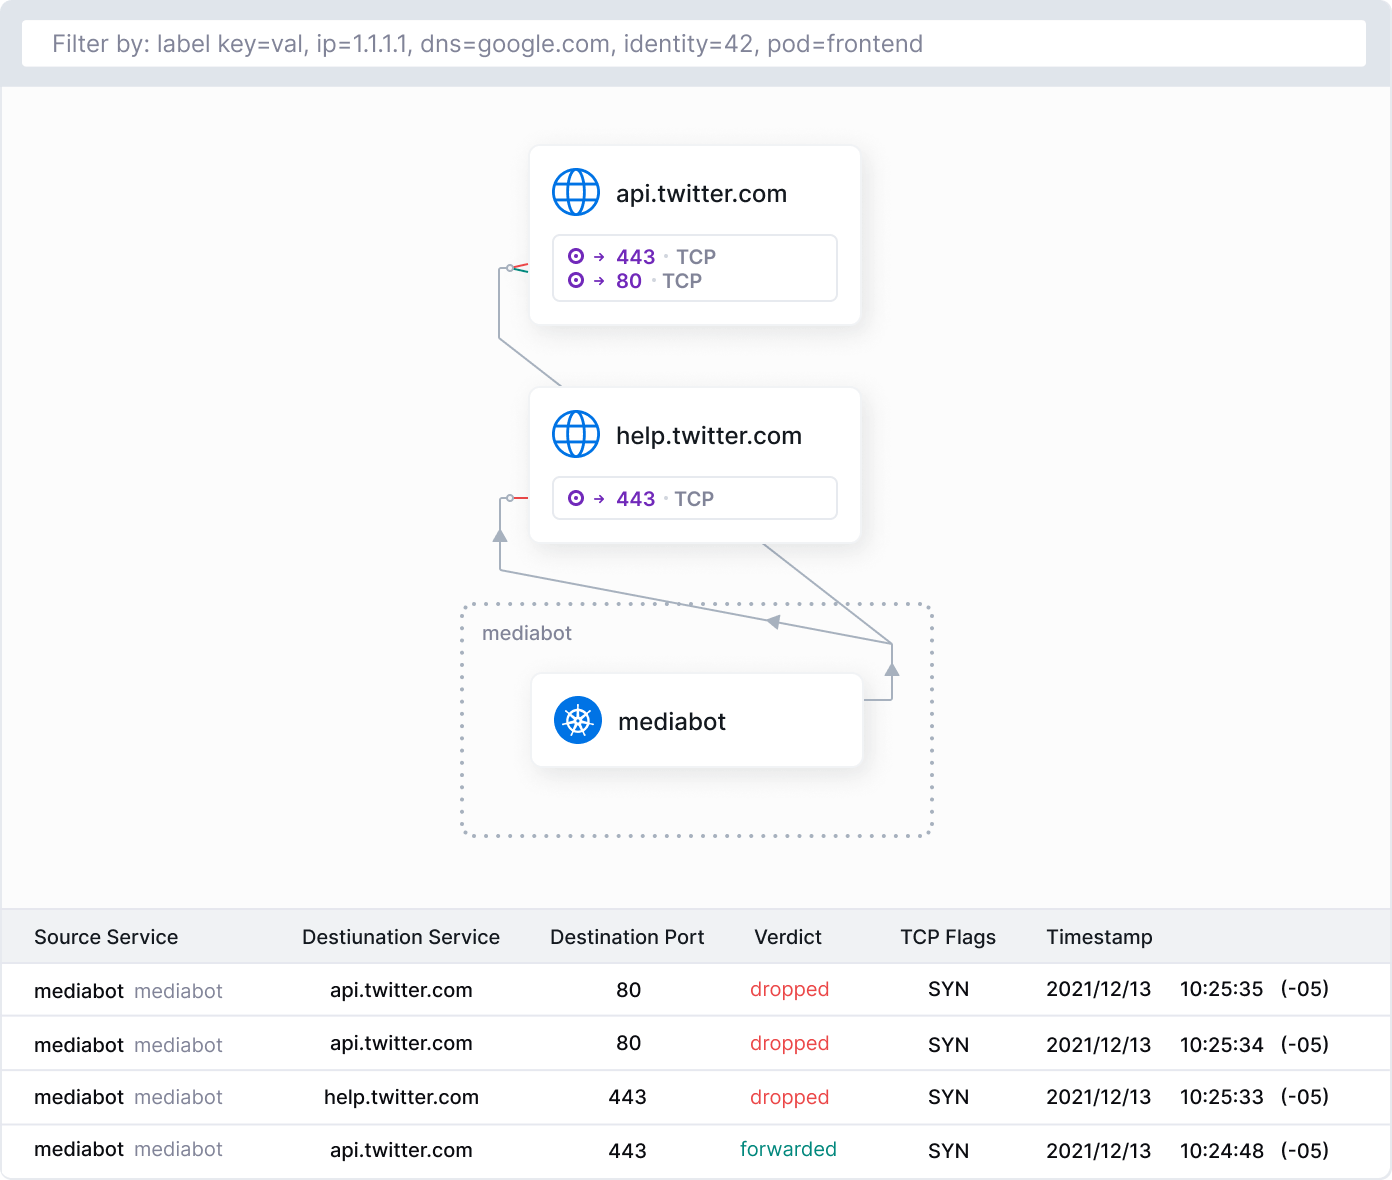 Filter by: label key=val, ip=1.1.1.1, dns=google.com, identity=42, pod=frontend
api.twitter.com
443 · TCP
80 · TCP
help.twitter.com
443 · TCP
mediabot
mediabot
Source Service Destiunation Service Destination Port Verdict TCP Flags Timestamp
mediabot mediabot api.twitter.com 80 dropped SYN 2021/12/13 10:25:35 (-05)
mediabot mediabot api.twitter.com 80 dropped SYN 2021/12/13 10:25:34 (-05)
mediabot mediabot help.twitter.com 443 dropped SYN 2021/12/13 10:25:33 (-05)
mediabot mediabot api.twitter.com 443 forwarded SYN 2021/12/13 10:24:48 (-05)